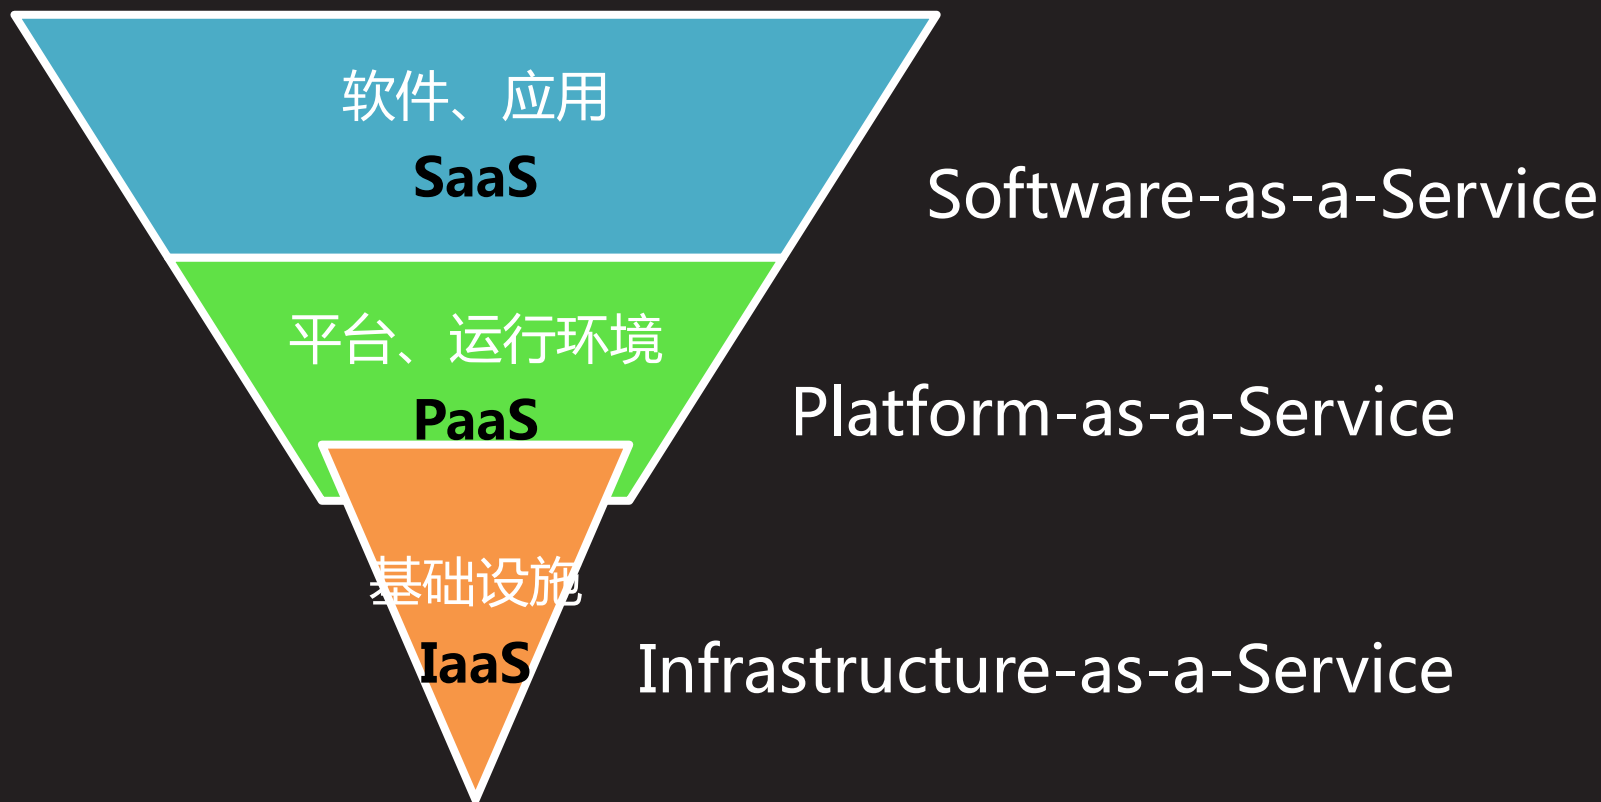 软件、应用
SaaS
Software-as-a-Service
平台、运行环境
PaaS
Platform-as-a-Service
基础设施
IaaS
Infrastructure-as-a-Service